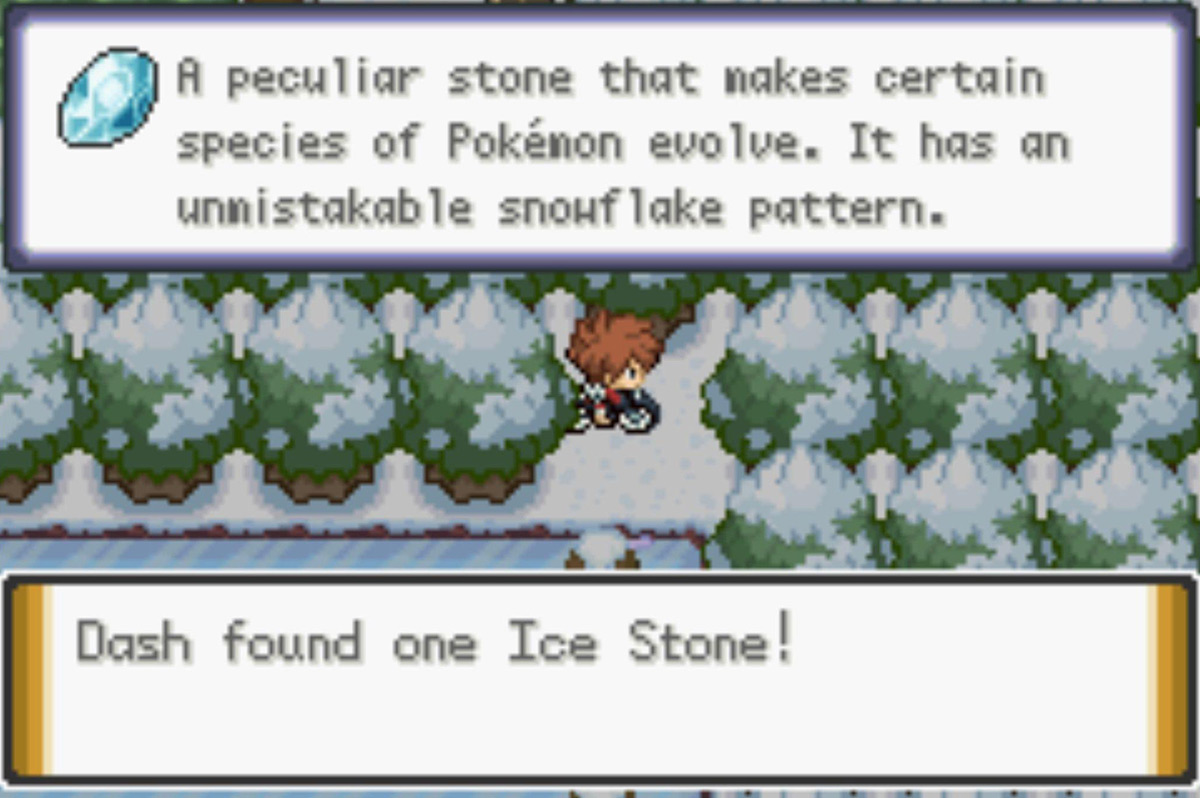 A peculiar stone that makes certain
species of Pokémon evolve. It has an
unmistakable snowflake pattern.
Dash found one Ice Stone!